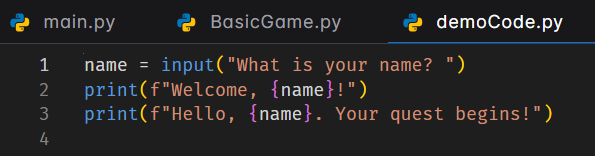 main.py BasicGame.py demoCode.py
1 name = input("What is your name? ")
2 print(f"Welcome, {name}!")
3 print(f"Hello, {name}. Your quest begins!")
4